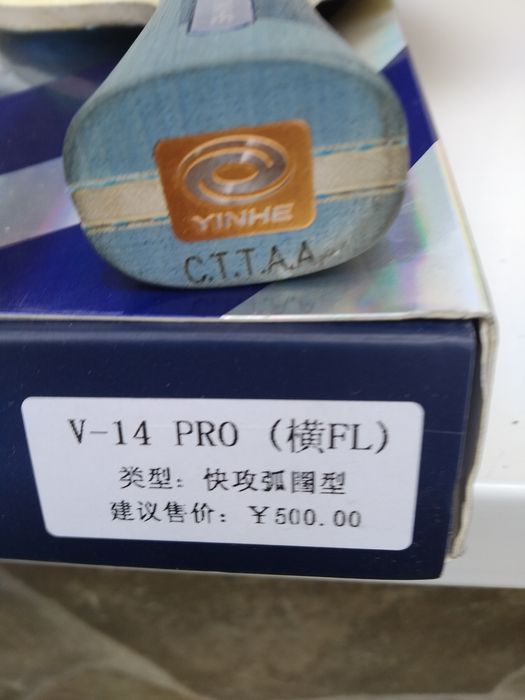 YINHE
C.T.T.A.A
V-14 PRO (横FL)
类型: 快攻弧圈型
建议售价: ￥500.00